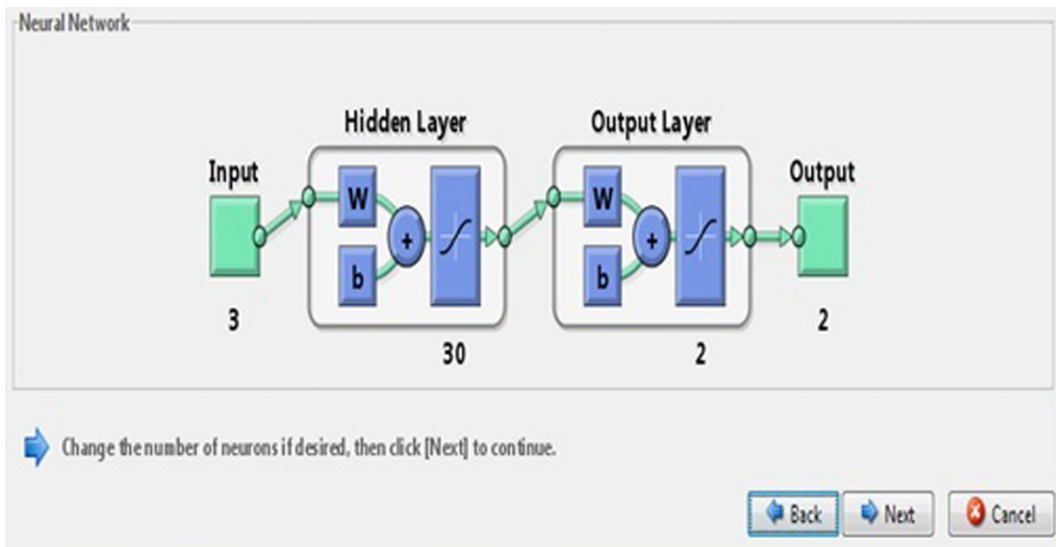 Neural Network
Hidden Layer
Output Layer
Input
Output
W
+
b
W
+
b
3
30
2
2
Change the number of neurons if desired, then click [Next] to continue.
Back
Next
Cancel